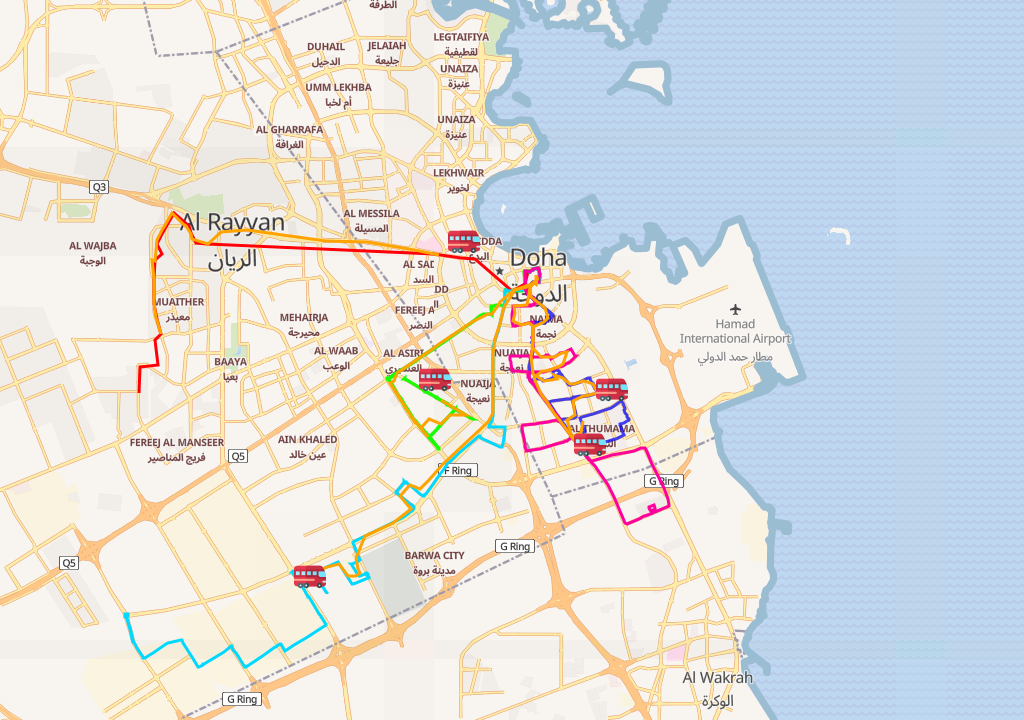 الطرفة
DUHAIL
الدحيل
JELAIAH
جليعة
LEGTAIFIYA
لقطيفية
UNAIZA
عنيزة
UMM LEKHBA
أم لخبا
UNAIZA
عنيزة
AL GHARRAFA
الغرافة
LEKHWAIR
لخوير
Q3
Al Rayyan
الريان
AL MESSILA
المسيلة
AL WAJBA
الوجبة
EDDA
البدع
Doha
الدوحة
AL SAD
السد
DD
ال
MUAITHER
معيذر
MEHAIRJA
محيرجة
FEREEJ A
النصر
NAJMA
نجمة
Hamad
International Airport
مطار حمد الدولي
AL WAAB
الوعب
AL ASIRI
العسيري
NUAIJA
نعيجة
BAAYA
بعيا
NUAIJA
نعيجة
AL THUMAMA
FEREEJ AL MANSEER
فريج المناصير
Q5
AIN KHALED
عين خالد
F Ring
G Ring
G Ring
BARWA CITY
مدينة بروة
Q5
Al Wakrah
الوكرة
G Ring